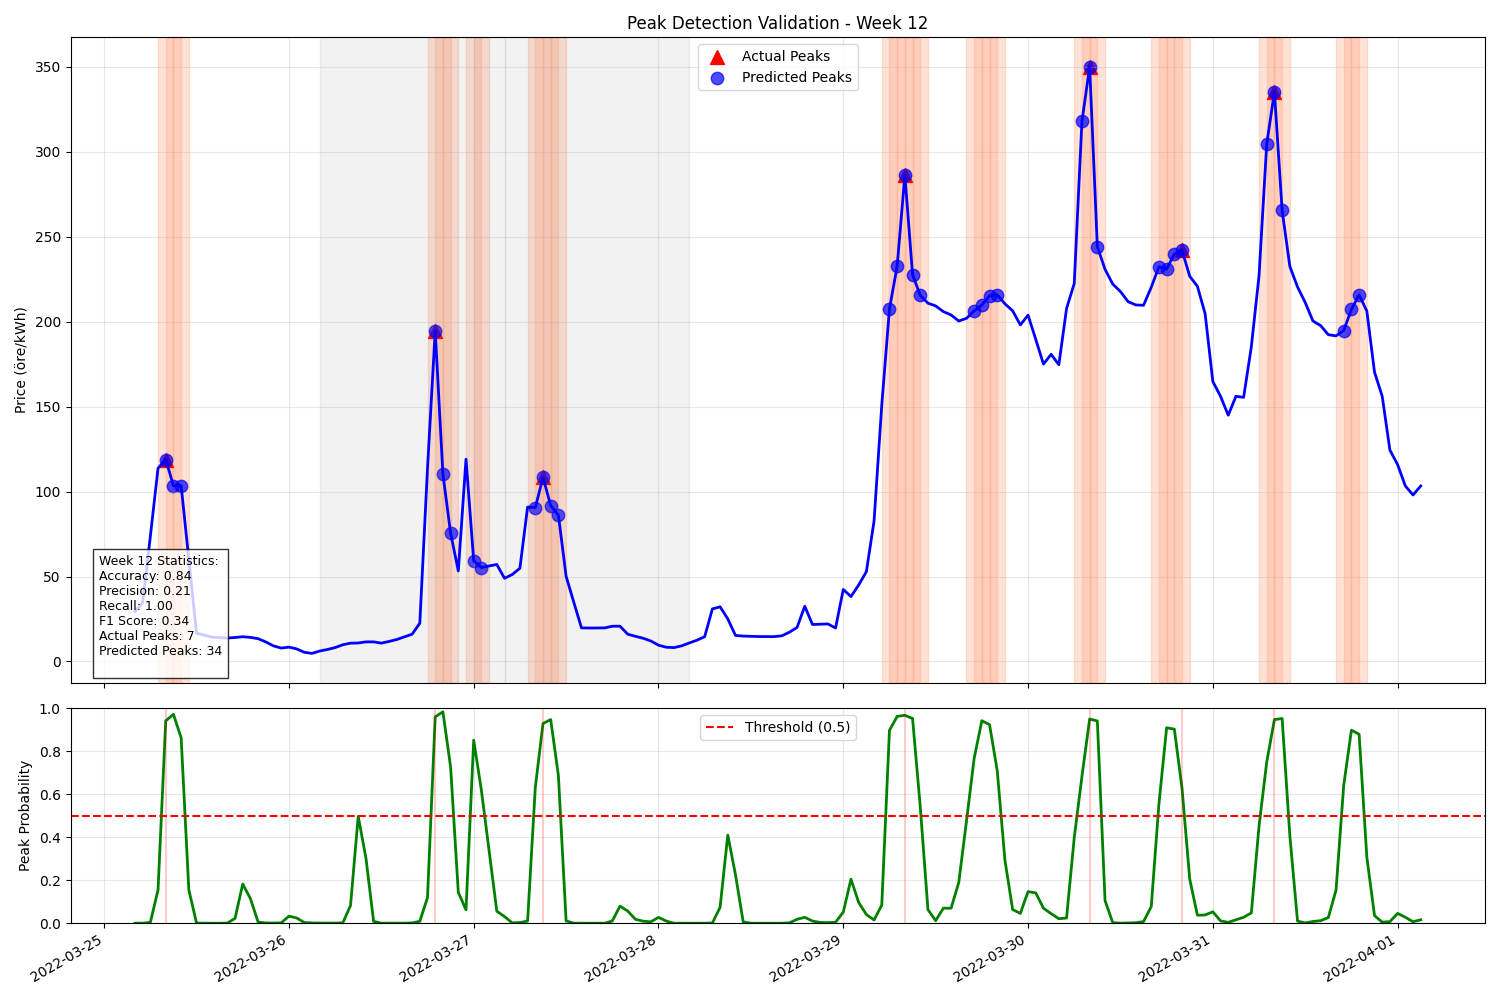 Peak Detection Validation - Week 12
Actual Peaks
Predicted Peaks
Price (öre/kWh)
350
300
250
200
150
100
50
0
Week 12 Statistics:
Accuracy: 0.84
Precision: 0.21
Recall: 1.00
F1 Score: 0.34
Actual Peaks: 7
Predicted Peaks: 34
Threshold (0.5)
Peak Probability
1.0
0.8
0.6
0.4
0.2
0.0
2022-03-25
2022-03-26
2022-03-27
2022-03-28
2022-03-29
2022-03-30
2022-03-31
2022-04-01